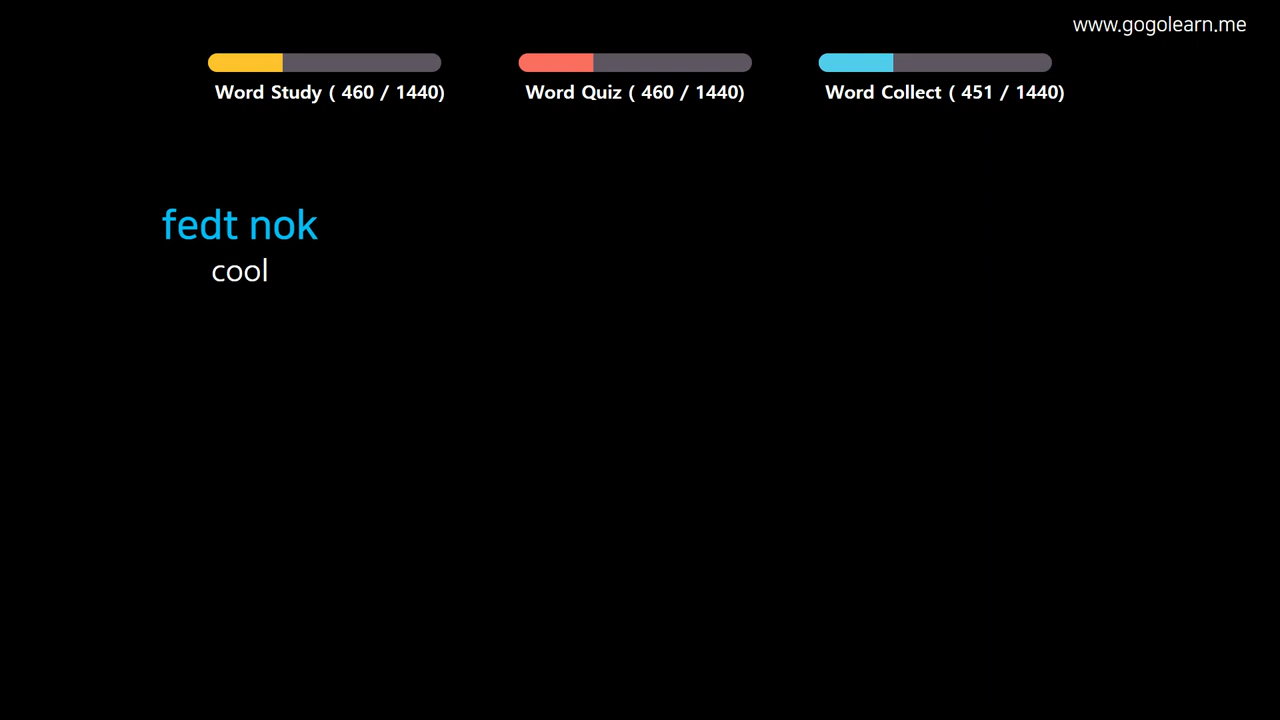 www.gogolearn.me
Word Study ( 460 / 1440)
Word Quiz ( 460 / 1440)
Word Collect ( 451 / 1440)
fedt nok
cool